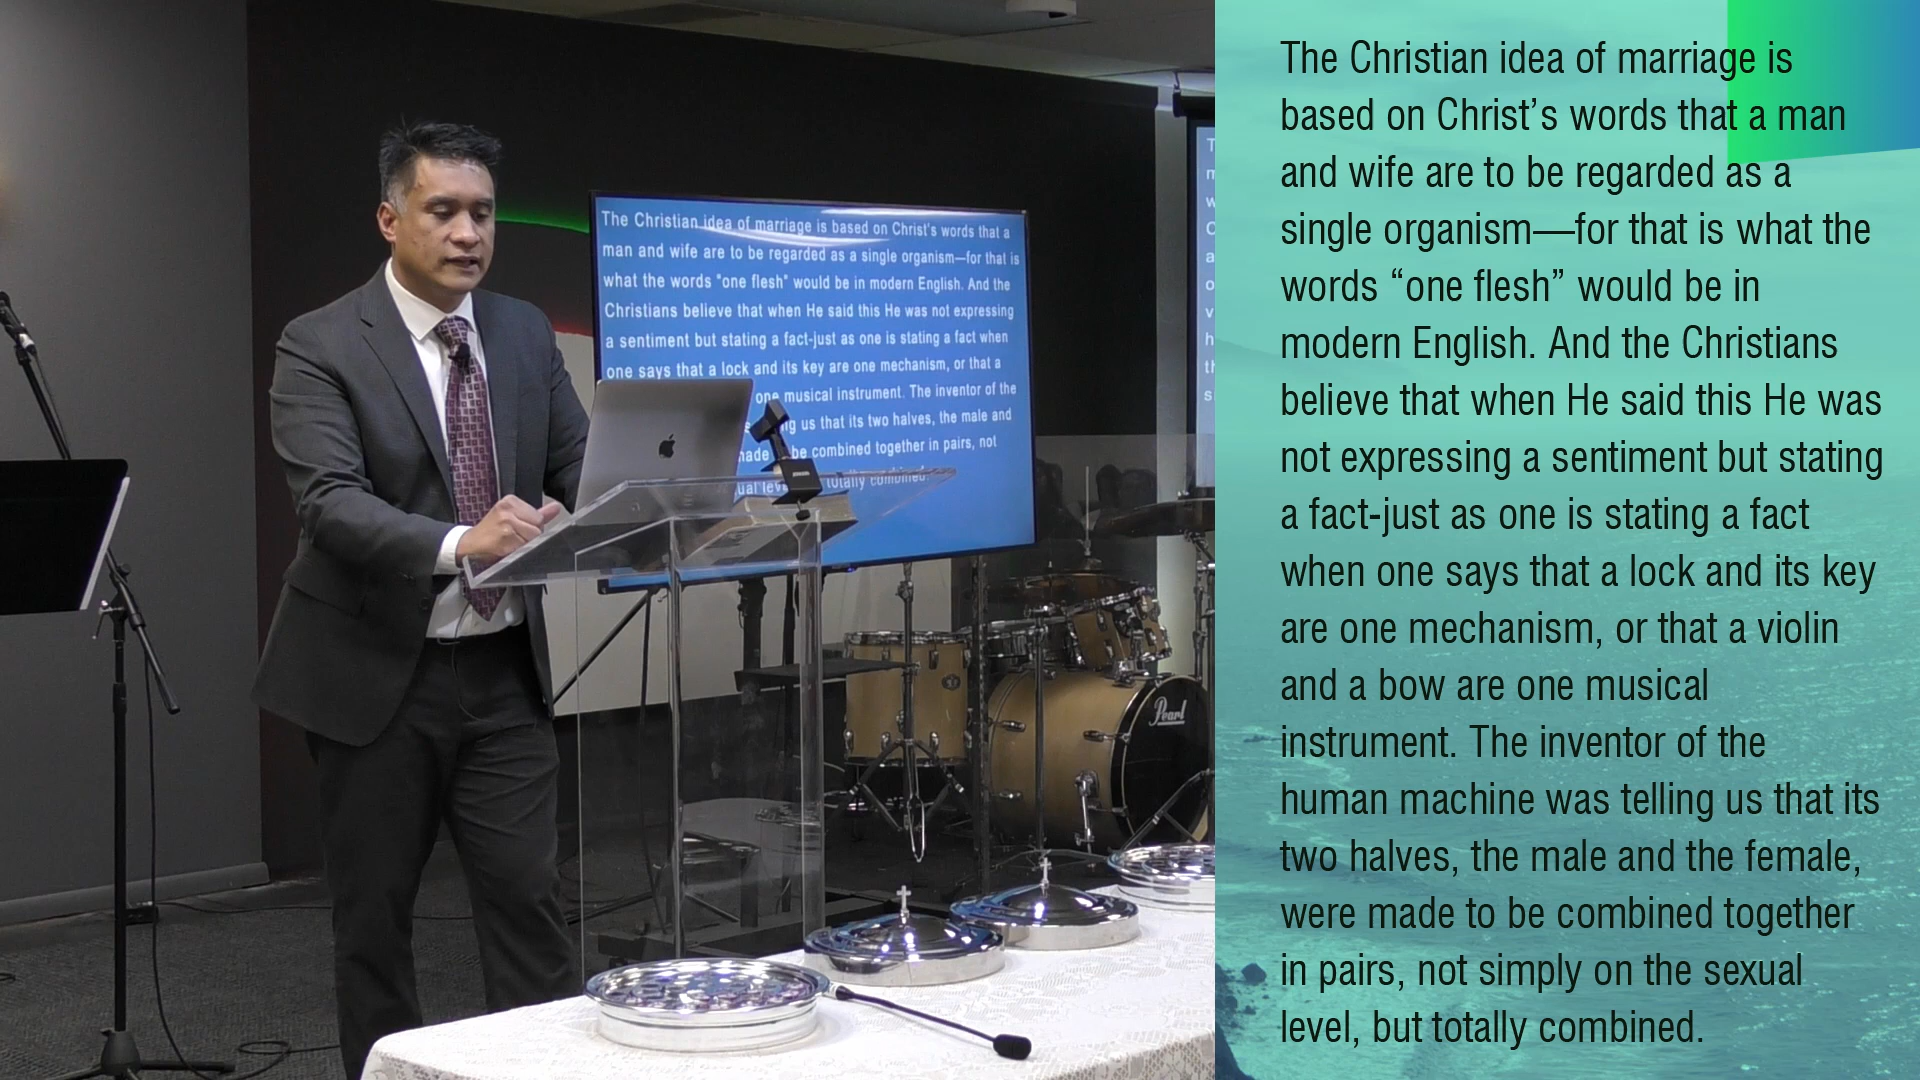 The Christian idea of marriage is based on Christ's words that a
man and wife are to be regarded as a single organism—for that is
what the words "one flesh" would be in modern English. And the
Christians believe that when He said this He was not expressing
a sentiment but stating a fact-just as one is stating a fact when
one says that a lock and its key are one mechanism, or that a
one musical instrument. The inventor of the
us that its two halves, the male and
be combined together in pairs, not
totally combined.
Pearl
The Christian idea of marriage is
based on Christ’s words that a man
and wife are to be regarded as a
single organism—for that is what the
words “one flesh” would be in
modern English. And the Christians
believe that when He said this He was
not expressing a sentiment but stating
a fact-just as one is stating a fact
when one says that a lock and its key
are one mechanism, or that a violin
and a bow are one musical
instrument. The inventor of the
human machine was telling us that its
two halves, the male and the female,
were made to be combined together
in pairs, not simply on the sexual
level, but totally combined.